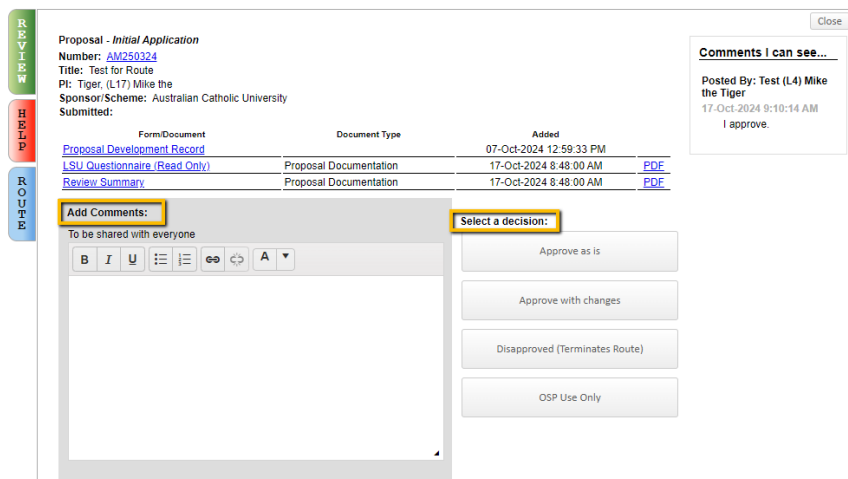 Close
REVIEW
HELP
ROUTE
Proposal - Initial Application
Number: AM250324
Title: Test for Route
PI: Tiger, (L17) Mike the
Sponsor/Scheme: Australian Catholic University
Submitted:
Form/Document Document Type Added
Proposal Development Record 07-Oct-2024 12:59:33 PM
LSU Questionnaire (Read Only) Proposal Documentation 17-Oct-2024 8:48:00 AM PDF
Review Summary Proposal Documentation 17-Oct-2024 8:48:00 AM PDF
Add Comments:
To be shared with everyone
B I U A
Select a decision:
Approve as is
Approve with changes
Disapproved (Terminates Route)
OSP Use Only
Comments I can see...
Posted By: Test (L4) Mike
the Tiger
17-Oct-2024 9:10:14 AM
I approve.